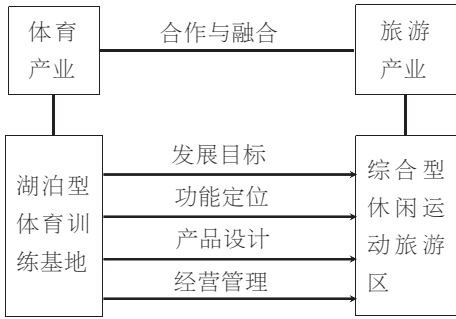 体育
产业
合作与融合
旅游
产业
湖泊型
体育训
练基地
发展目标
功能定位
产品设计
经营管理
综合型
休闲运
动旅游
区